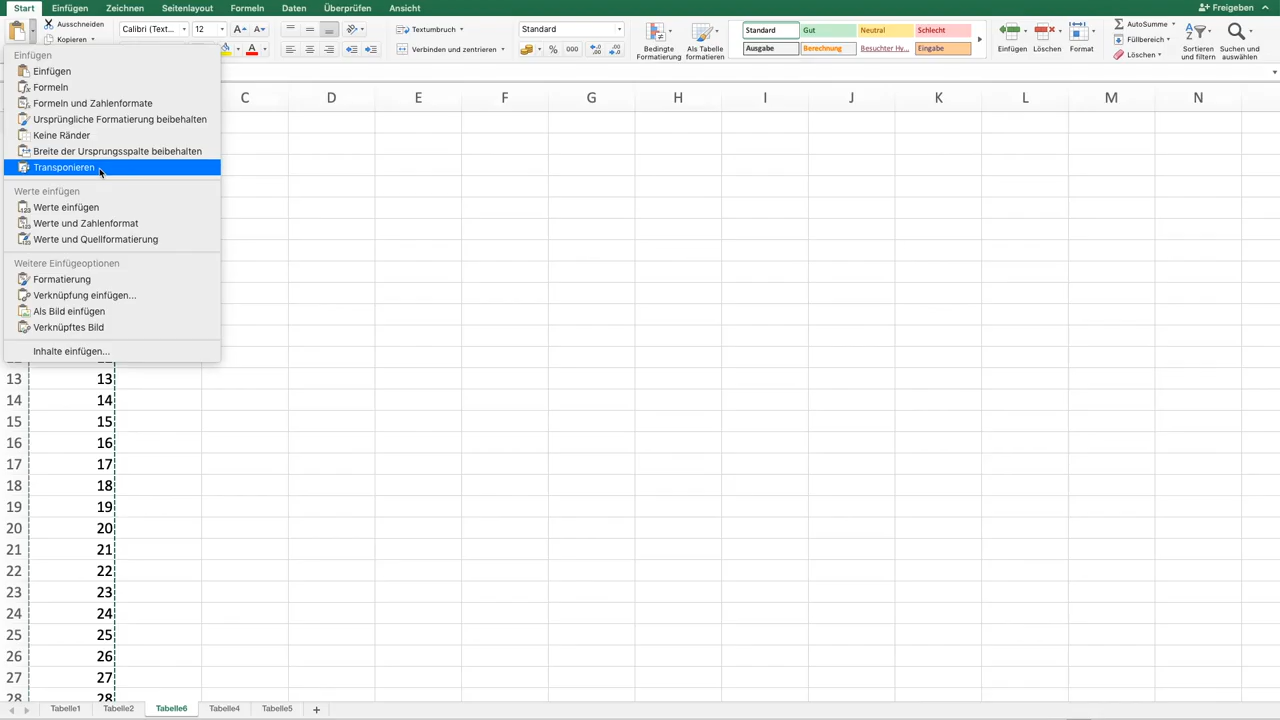 Start Einfügen Zeichnen Seitenlayout Formeln Daten Überprüfen Ansicht Freigeben
Ausschneiden
Kopieren
Calibri (Text... 12
Textumbruch
Verbinden und zentrieren
Standard
% 000
Bedingte Formatierung
Als Tabelle formatieren
Standard Gut Neutral Schlecht
Ausgabe Berechnung Besuchter Hy... Eingabe
Einfügen Löschen Format
AutoSumme
Füllbereich
Löschen
Sortieren und filtern
Suchen und auswählen
Einfügen
Einfügen
Formeln
Formeln und Zahlenformate
Ursprüngliche Formatierung beibehalten
Keine Ränder
Breite der Ursprungsspalte beibehalten
Transponieren
Werte einfügen
Werte einfügen
Werte und Zahlenformat
Werte und Quellformatierung
Weitere Einfügeoptionen
Formatierung
Verknüpfung einfügen...
Als Bild einfügen
Verknüpftes Bild
Inhalte einfügen...
C D E F G H I J K L M N
13 13
14 14
15 15
16 16
17 17
18 18
19 19
20 20
21 21
22 22
23 23
24 24
25 25
26 26
27 27
28 28
Tabelle1 Tabelle2 Tabelle6 Tabelle4 Tabelle5 +